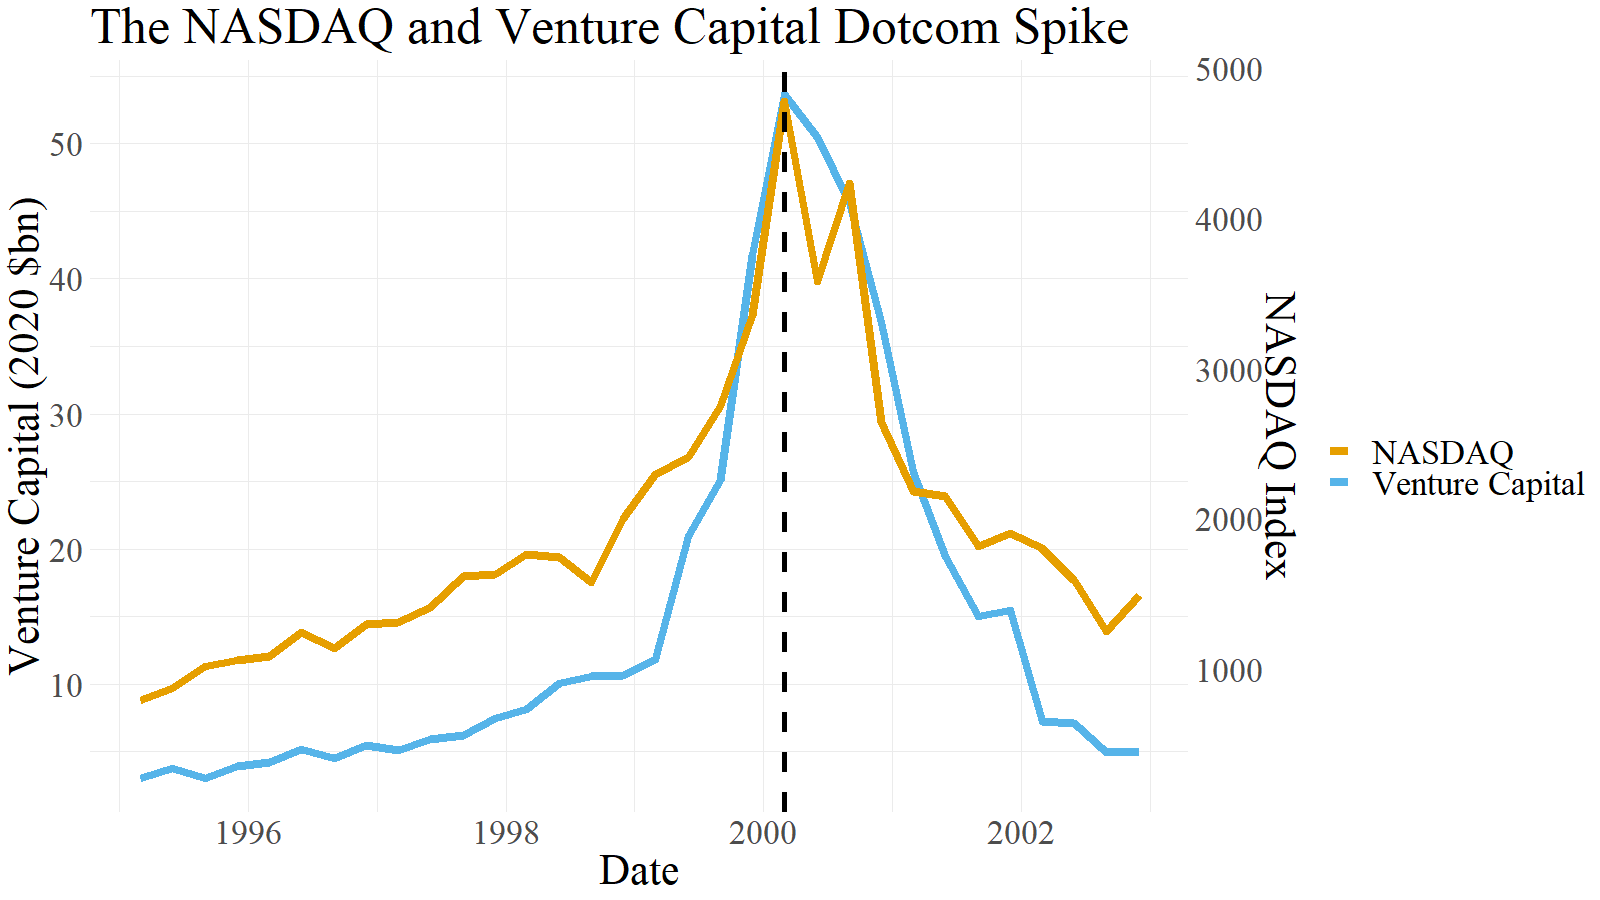 The NASDAQ and Venture Capital Dotcom Spike
Venture Capital (2020 $bn)
50
40
30
20
10
5000
4000
3000
2000
1000
NASDAQ Index
1996
1998
2000
2002
Date
NASDAQ
Venture Capital